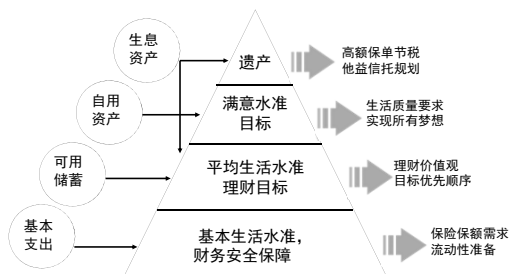 生息
资产
遗产
高额保单节税
他益信托规划
自用
资产
满意水准
目标
生活质量要求
实现所有梦想
可用
储蓄
平均生活水准
理财目标
理财价值观
目标优先顺序
基本
支出
基本生活水准，
财务安全保障
保险保额需求
流动性准备